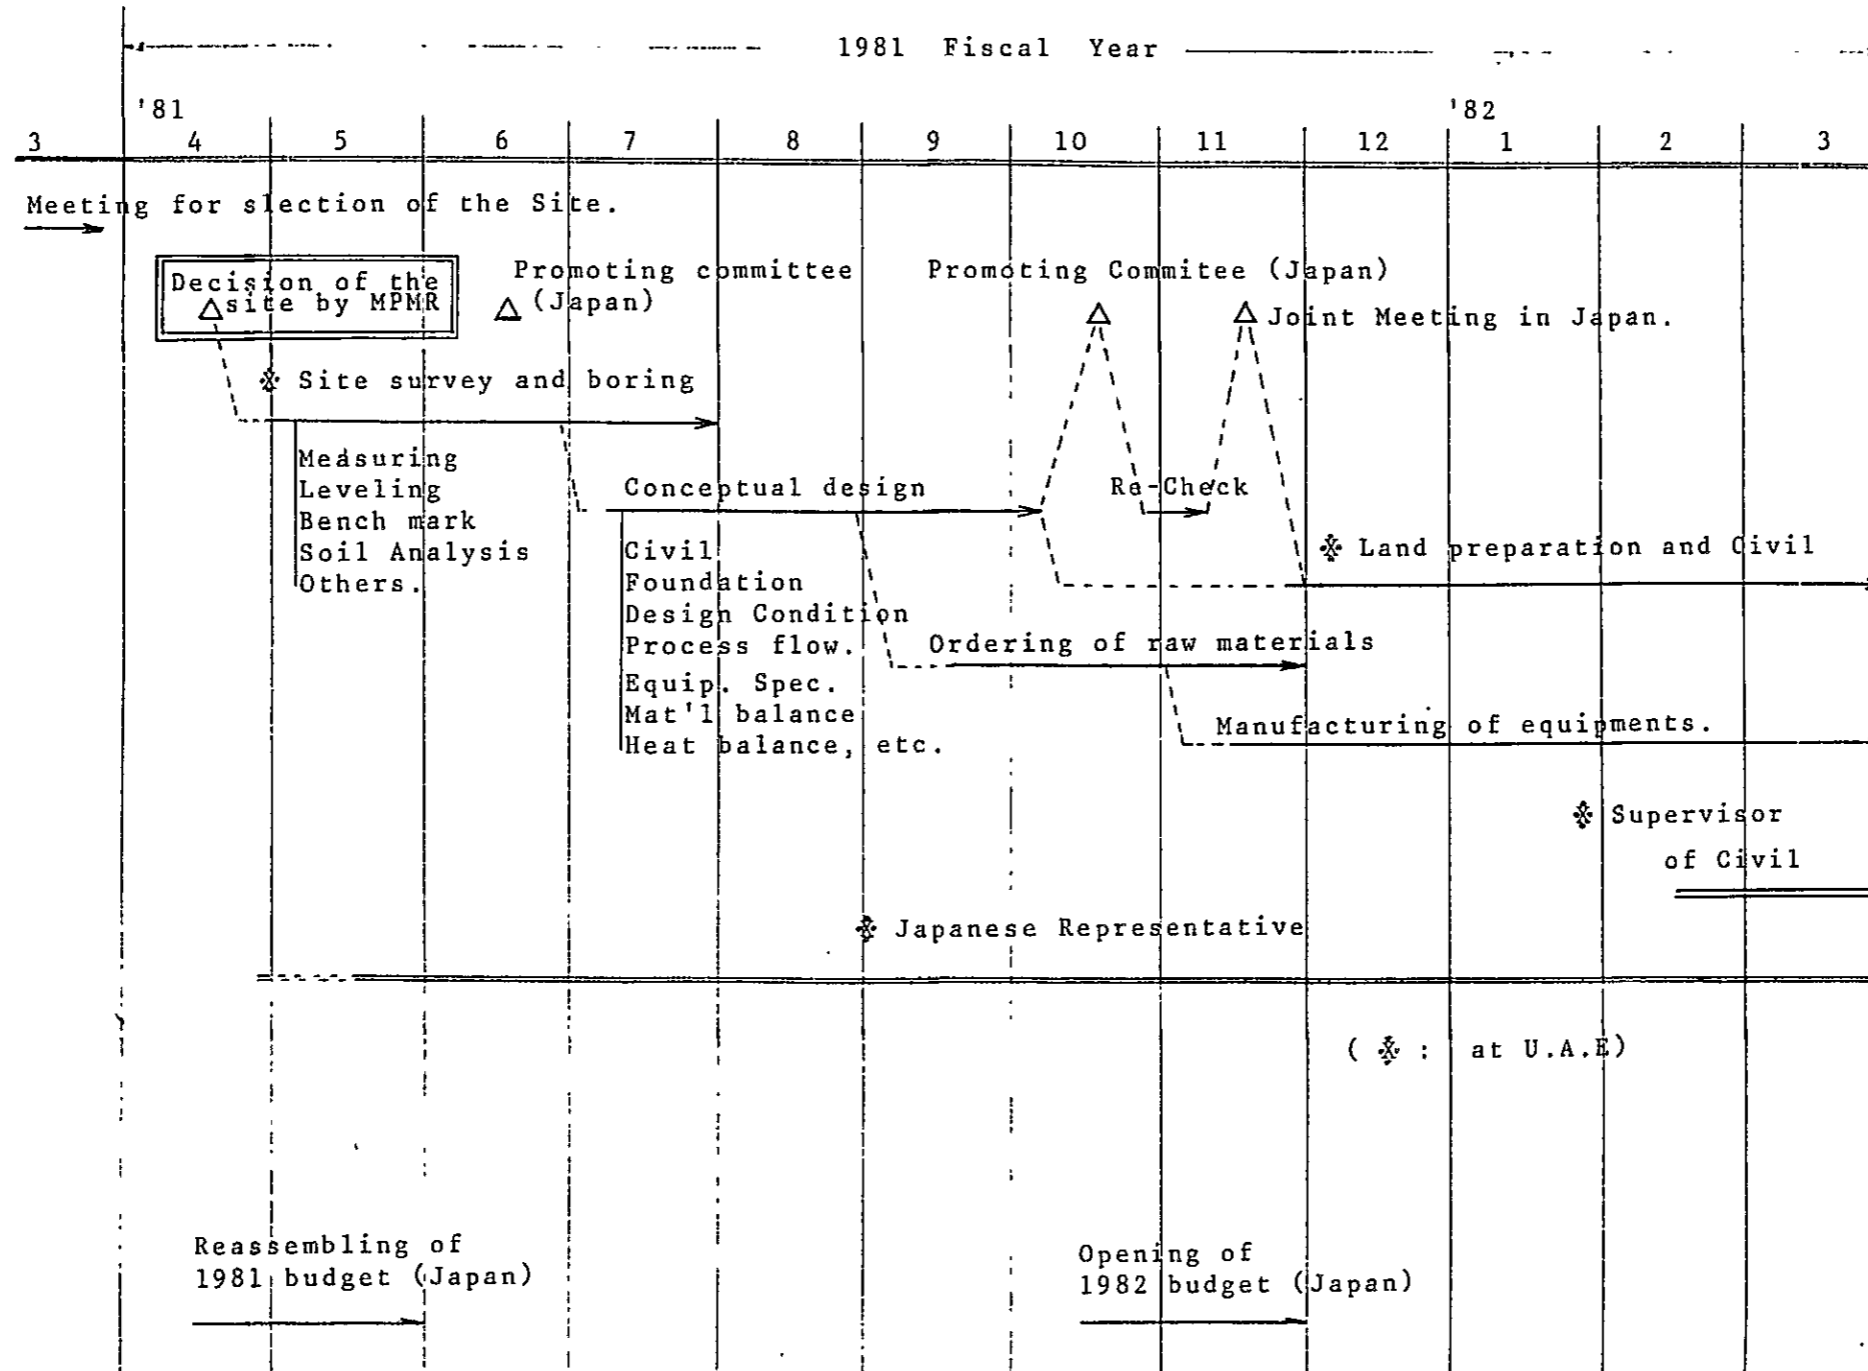 1981 Fiscal Year
'81 '82
3 4 5 6 7 8 9 10 11 12 1 2 3
Meeting for slection of the Site.
Decision of the
site by MPMR
Promoting committee
(Japan)
Promoting Commitee (Japan)
Joint Meeting in Japan.
※ Site survey and boring
Measuring
Leveling
Bench mark
Soil Analysis
Others.
Conceptual design
Re-Check
Civil
Foundation
Design Condition
Process flow.
Equip. Spec.
Mat'l balance
Heat balance, etc.
※ Land preparation and Civil
Ordering of raw materials
Manufacturing of equipments.
※ Supervisor
of Civil
※ Japanese Representative
( ※ : at U.A.E)
Reassembling of
1981 budget (Japan)
Opening of
1982 budget (Japan)